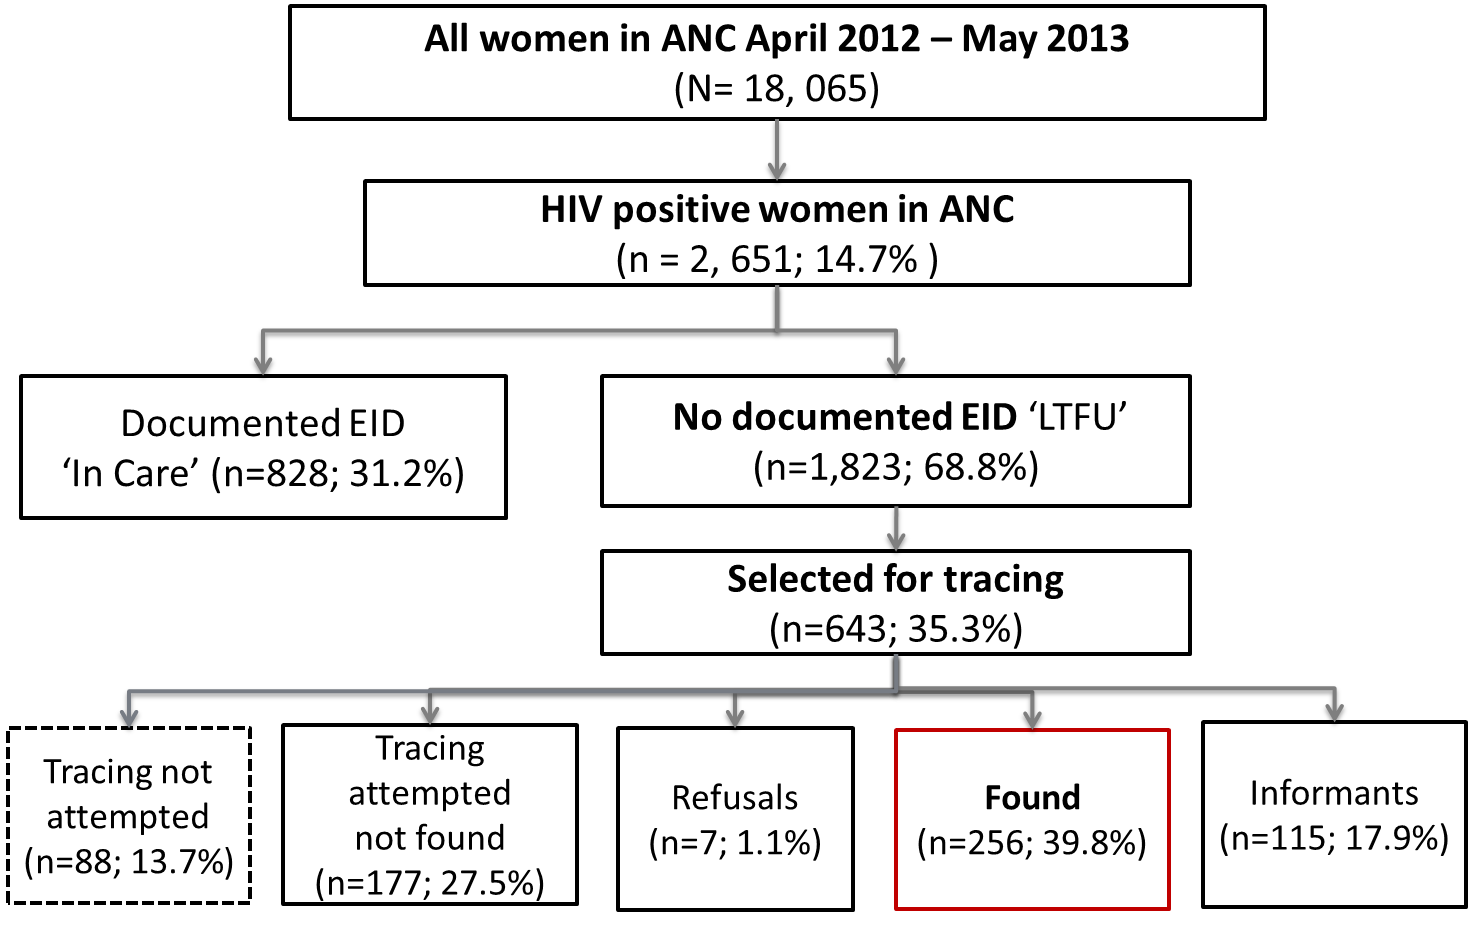 All women in ANC April 2012 – May 2013
(N= 18, 065)
HIV positive women in ANC
(n = 2, 651; 14.7% )
Documented EID
‘In Care’ (n=828; 31.2%)
No documented EID ‘LTFU’
(n=1,823; 68.8%)
Selected for tracing
(n=643; 35.3%)
Tracing not
attempted
(n=88; 13.7%)
Tracing
attempted
not found
(n=177; 27.5%)
Refusals
(n=7; 1.1%)
Found
(n=256; 39.8%)
Informants
(n=115; 17.9%)